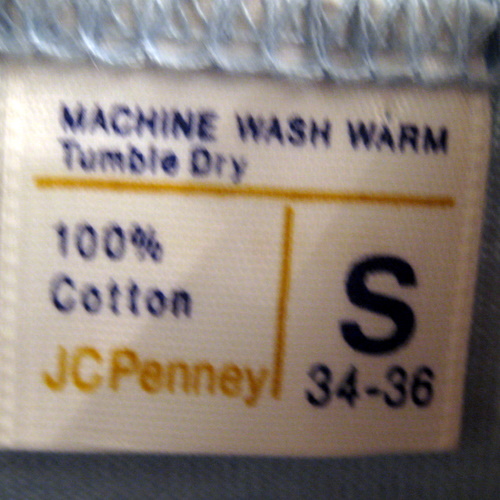 MACHINE WASH WARM
Tumble Dry
100%
Cotton
JCPenney
S
34-36